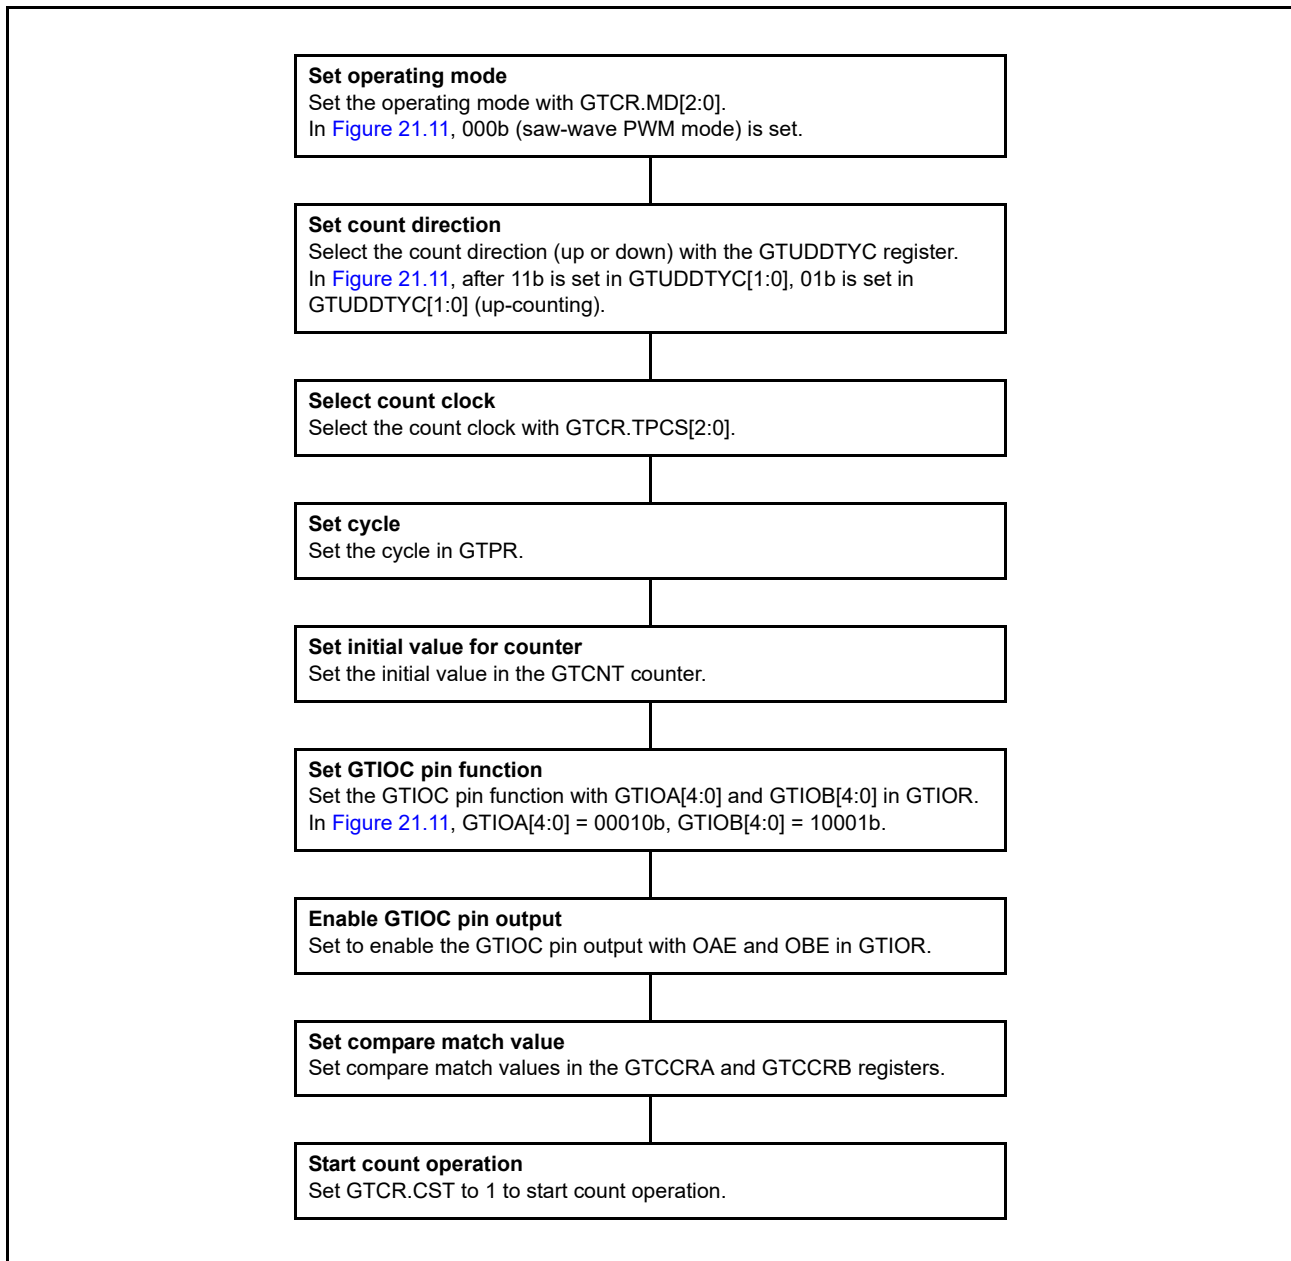 Set operating mode
Set the operating mode with GTCR.MD[2:0].
In Figure 21.11, 000b (saw-wave PWM mode) is set.
Set count direction
Select the count direction (up or down) with the GTUDDTYC register.
In Figure 21.11, after 11b is set in GTUDDTYC[1:0], 01b is set in
GTUDDTYC[1:0] (up-counting).
Select count clock
Select the count clock with GTCR.TPCS[2:0].
Set cycle
Set the cycle in GTPR.
Set initial value for counter
Set the initial value in the GTCNT counter.
Set GTIOC pin function
Set the GTIOC pin function with GTIOA[4:0] and GTIOB[4:0] in GTIOR.
In Figure 21.11, GTIOA[4:0] = 00010b, GTIOB[4:0] = 10001b.
Enable GTIOC pin output
Set to enable the GTIOC pin output with OAE and OBE in GTIOR.
Set compare match value
Set compare match values in the GTCCRA and GTCCRB registers.
Start count operation
Set GTCR.CST to 1 to start count operation.